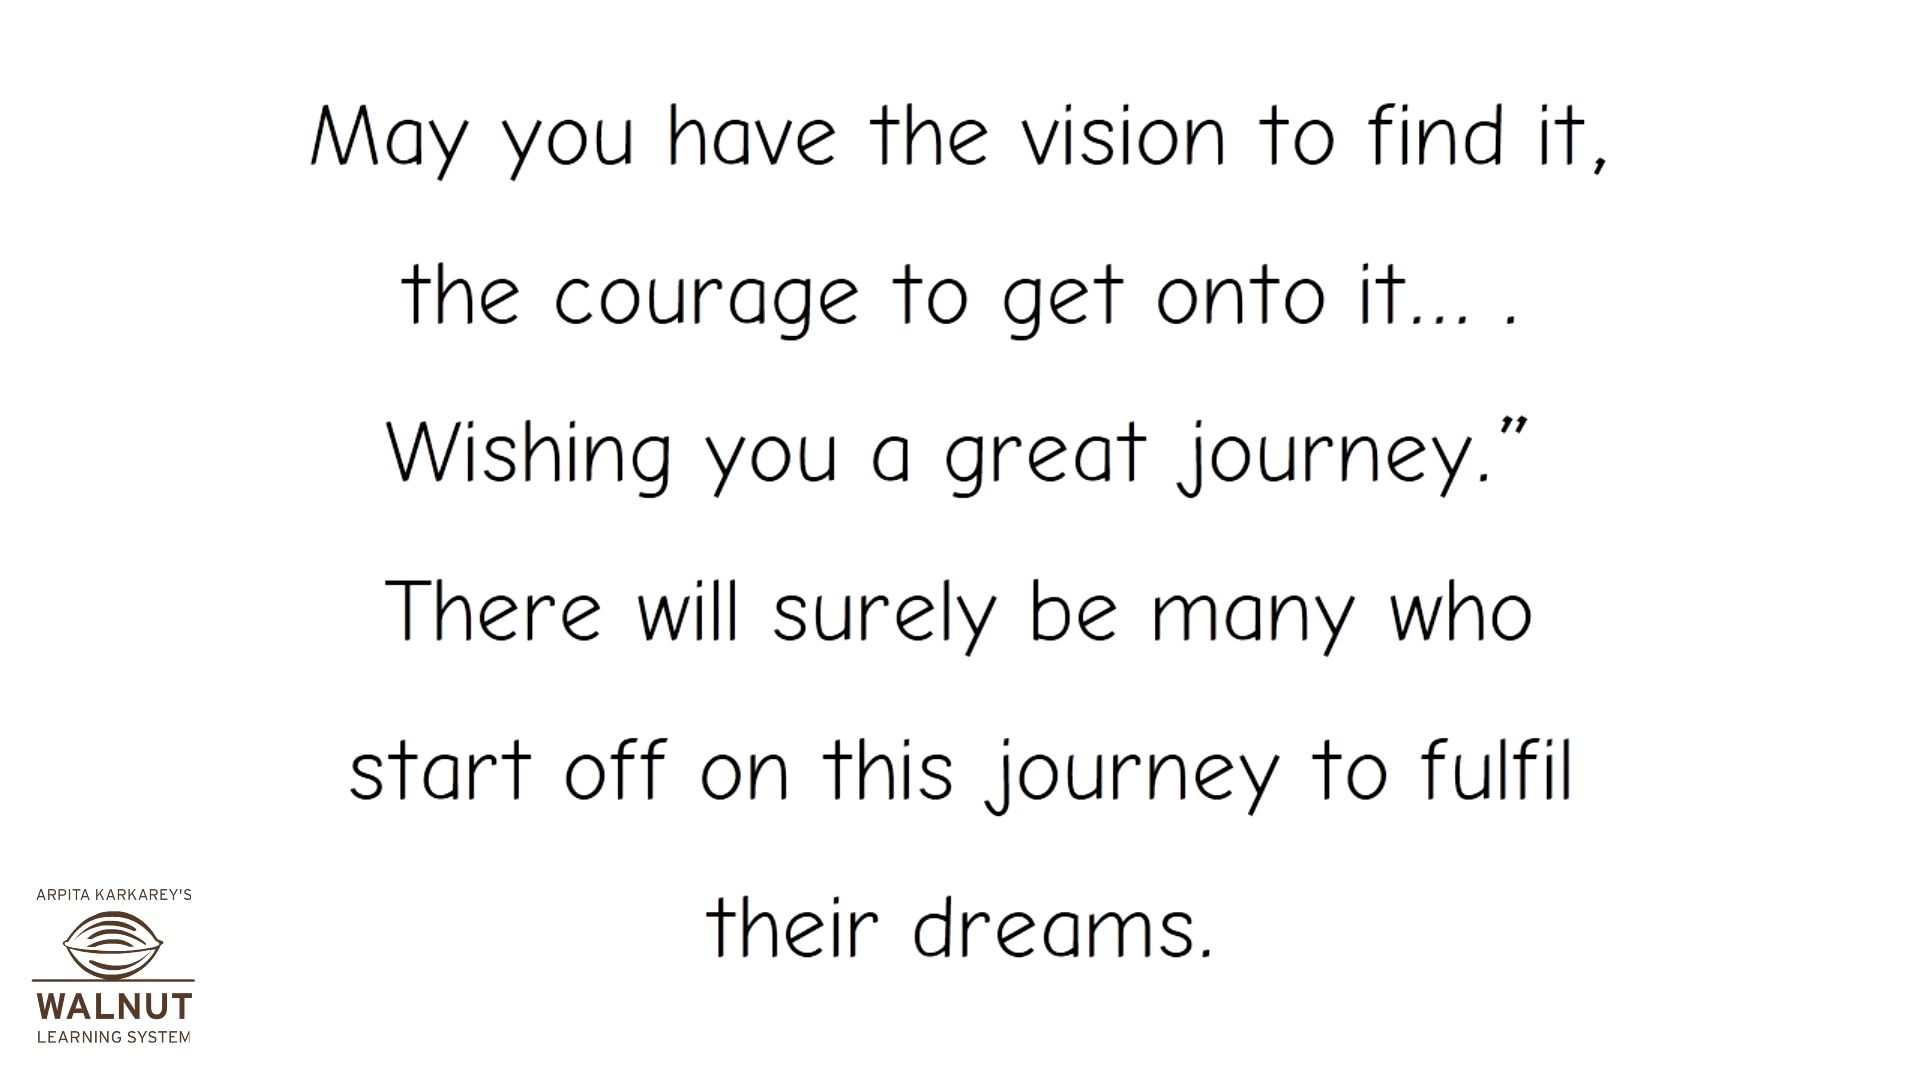 May you have the vision to find it,
the courage to get onto it... .
Wishing you a great journey.”
There will surely be many who
start off on this journey to fulfil
their dreams.
ARPITA KARKAREY'S
WALNUT
LEARNING SYSTEM